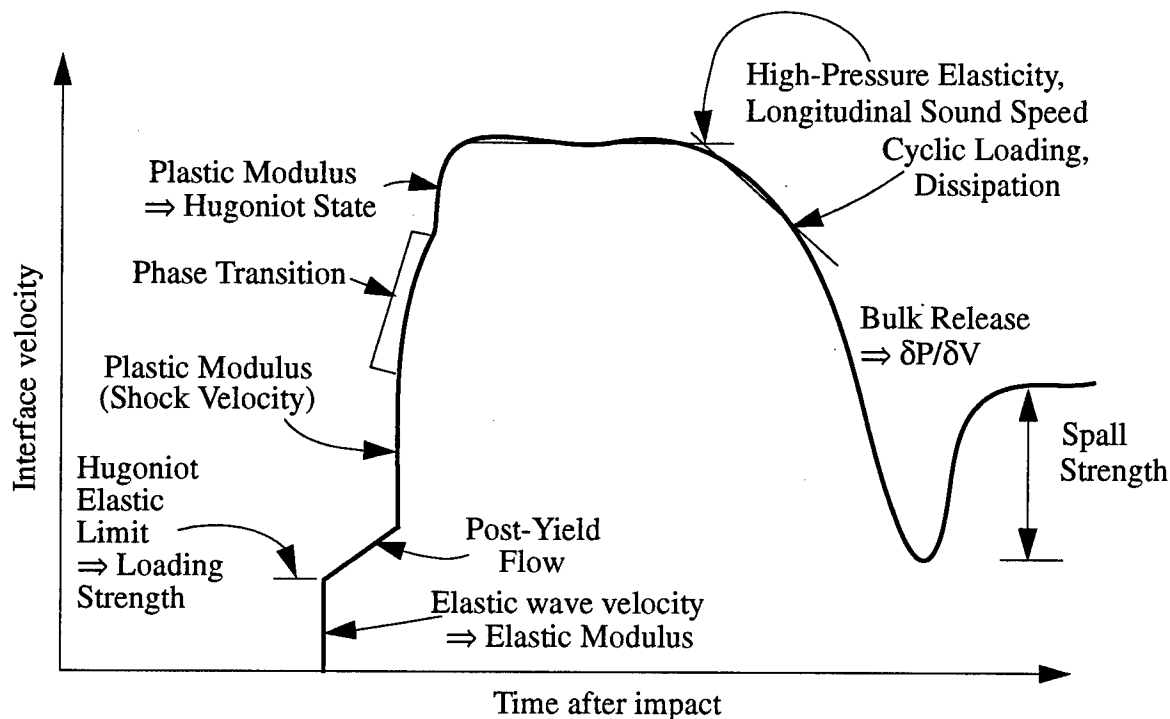 High-Pressure Elasticity,
Longitudinal Sound Speed
Cyclic Loading,
Dissipation
Plastic Modulus
⇒ Hugoniot State
Phase Transition
Bulk Release
⇒ δP/δV
Plastic Modulus
(Shock Velocity)
Spall
Strength
Hugoniot
Elastic
Limit
⇒ Loading
Strength
Post-Yield
Flow
Elastic wave velocity
⇒ Elastic Modulus
Interface velocity
Time after impact